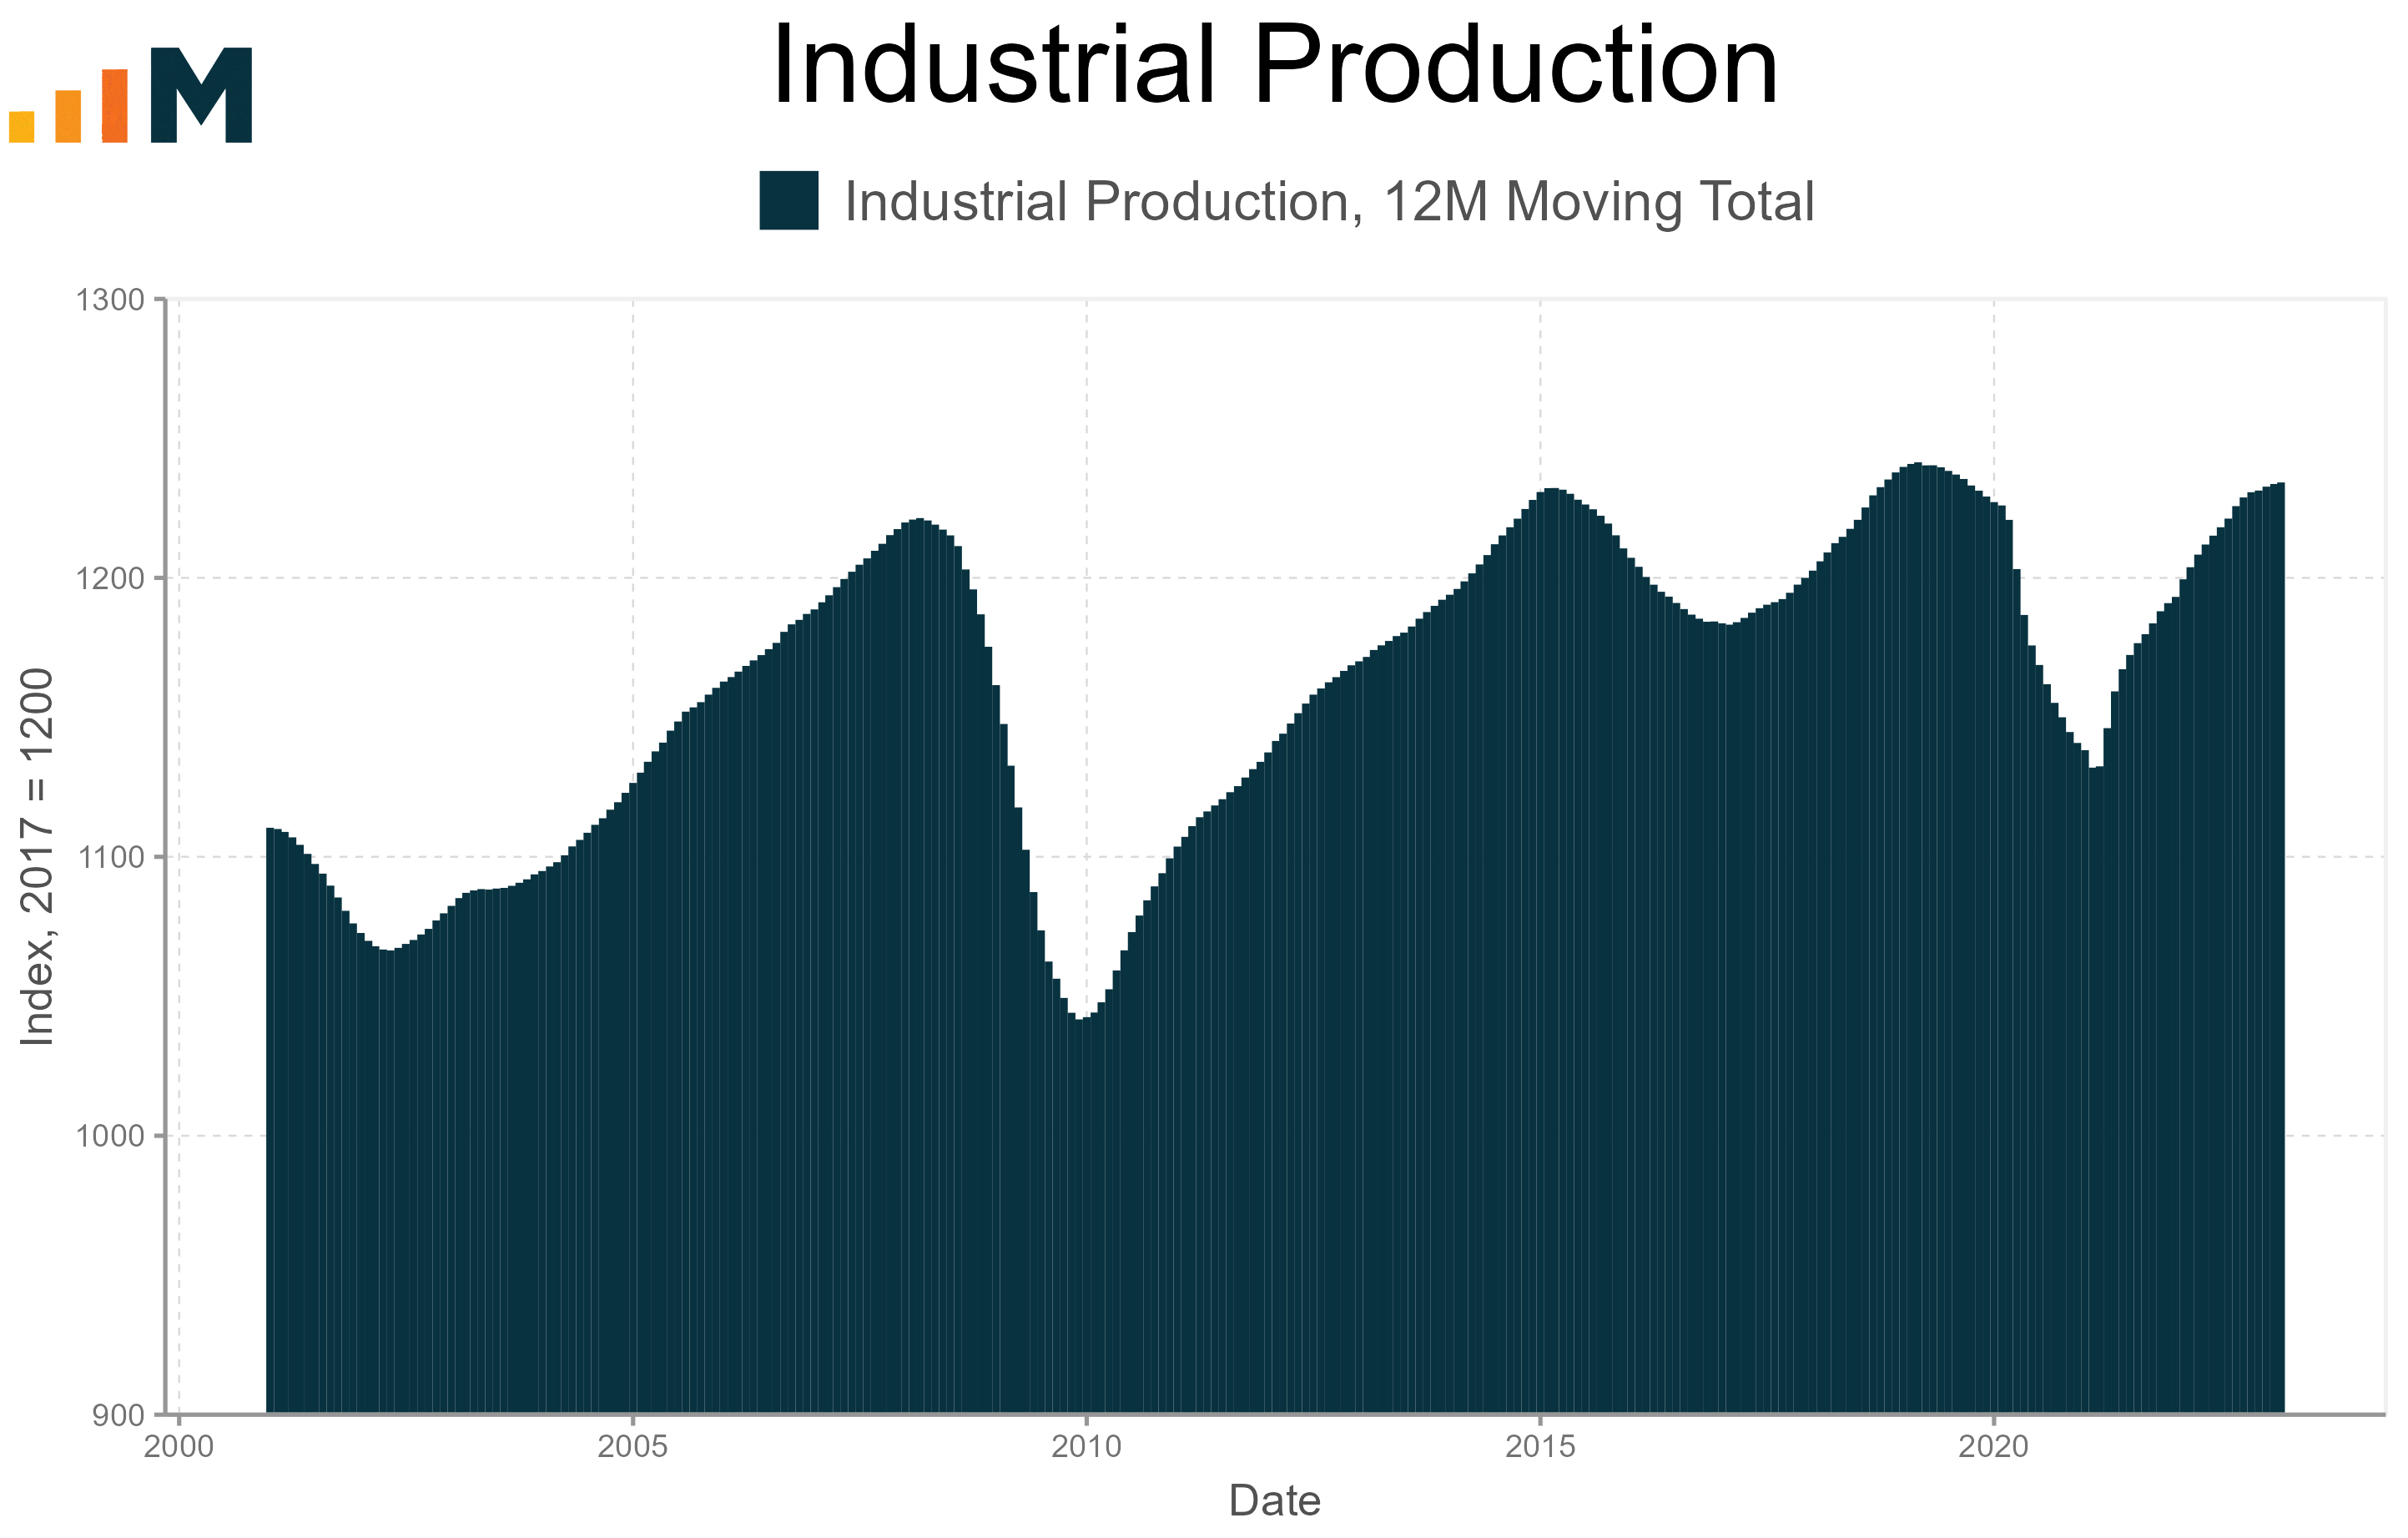 M
Industrial Production
Industrial Production, 12M Moving Total
1300
1200
1100
1000
900
Index, 2017 = 1200
2000 2005 2010 2015 2020
Date